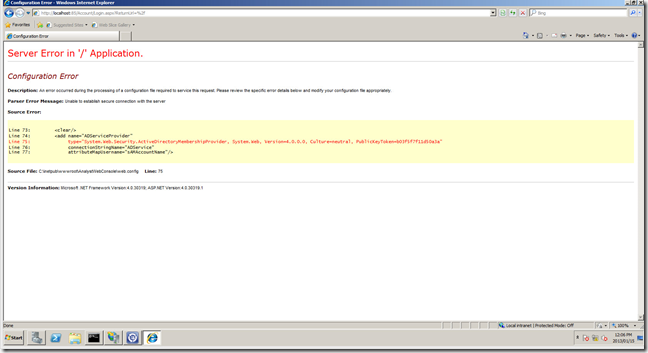 Configuration Error - Windows Internet Explorer
http://localhost:85/Account/Login.aspx?ReturnUrl=%2f
Bing
Favorites Suggested Sites Web Slice Gallery
Configuration Error
Page Safety Tools
Server Error in '/' Application.
Configuration Error
Description: An error occurred during the processing of a configuration file required to service this request. Please review the specific error details below and modify your configuration file appropriately.
Parser Error Message: Unable to establish secure connection with the server
Source Error:
Line 73: <clear/>
Line 74: <add name="ADServiceProvider"
Line 75: type="System.Web.Security.ActiveDirectoryMembershipProvider, System.Web, Version=4.0.0.0, Culture=neutral, PublicKeyToken=b03f5f7f11d50a3a"
Line 76: connectionStringName="ADService"
Line 77: attributeMapUsername="sAMAccountName"/>
Source File: C:\inetpub\wwwroot\AnalystWebConsole\web.config Line: 75
Version Information: Microsoft .NET Framework Version:4.0.30319; ASP.NET Version:4.0.30319.1
Done
Local intranet | Protected Mode: Off
100%
Start
12:06 PM